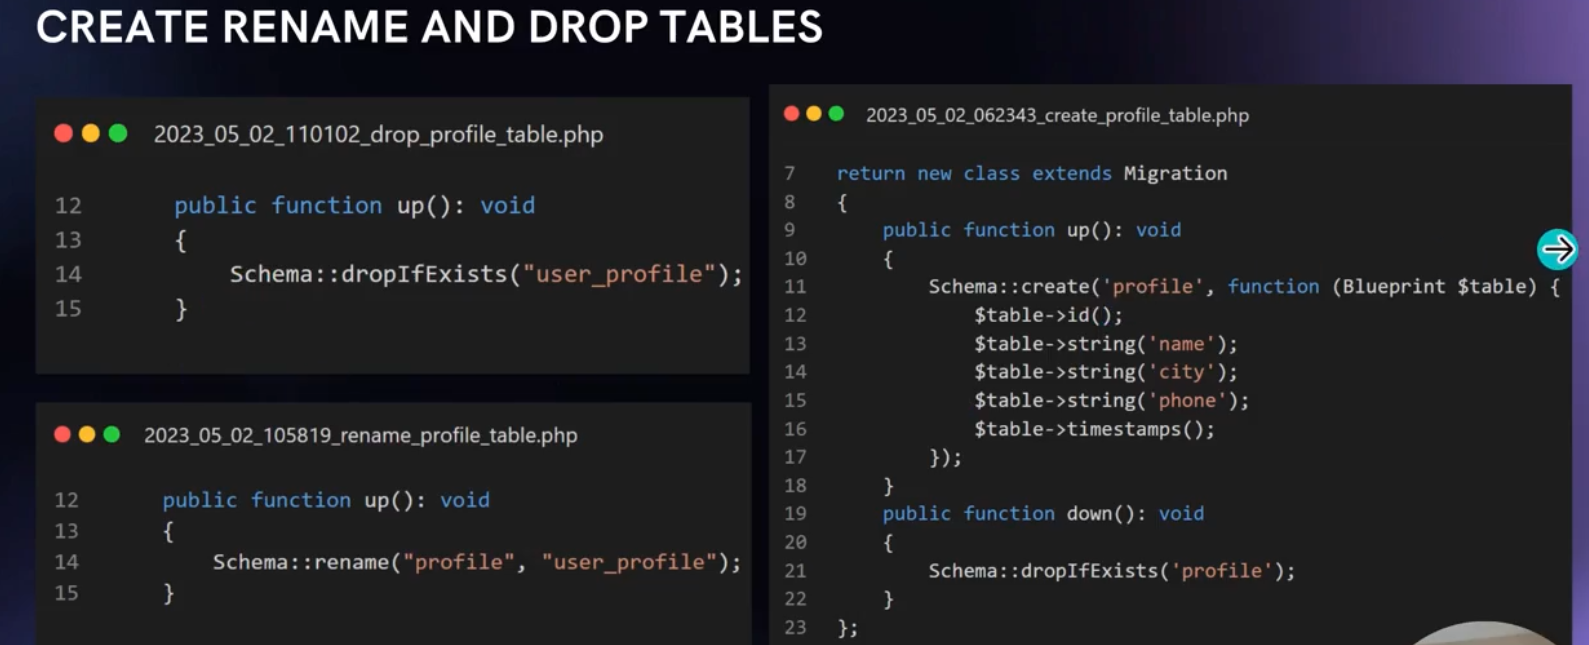 CREATE RENAME AND DROP TABLES
2023_05_02_110102_drop_profile_table.php
12 public function up(): void
13 {
14 Schema::dropIfExists("user_profile");
15 }
2023_05_02_105819_rename_profile_table.php
12 public function up(): void
13 {
14 Schema::rename("profile", "user_profile");
15 }
2023_05_02_062343_create_profile_table.php
7 return new class extends Migration
8 {
9 public function up(): void
10 {
11 Schema::create('profile', function (Blueprint $table) {
12 $table->id();
13 $table->string('name');
14 $table->string('city');
15 $table->string('phone');
16 $table->timestamps();
17 });
18 }
19 public function down(): void
20 {
21 Schema::dropIfExists('profile');
22 }
23 };